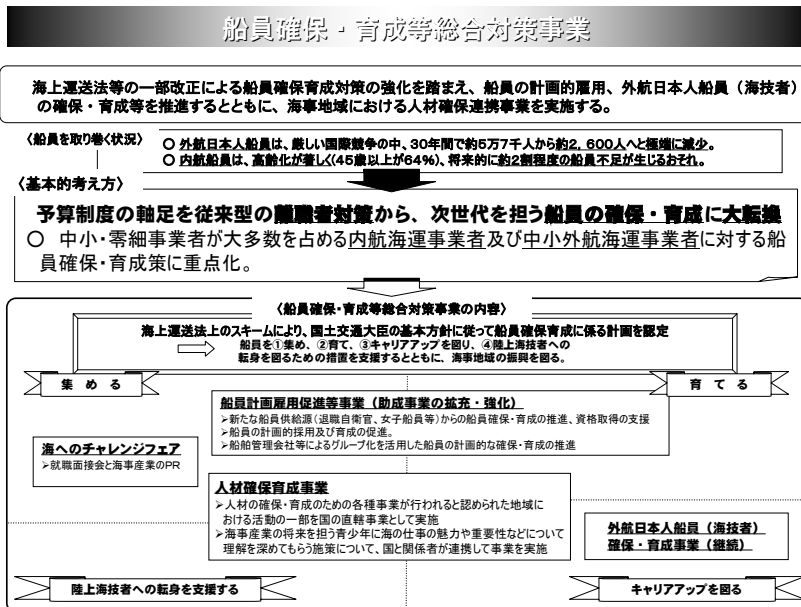 船員確保・育成等総合対策事業
海上運送法等の一部改正による船員確保育成対策の強化を踏まえ、船員の計画的雇用、外航日本人船員（海技者）
の確保・育成等を推進するとともに、海事地域における人材確保連携事業を実施する。
〈船員を取り巻く状況〉
○ 外航日本人船員は、厳しい国際競争の中、30年間で約5万7千人から約2，600人へと極端に減少。
○ 内航船員は、高齢化が著しく(45歳以上が64%)、将来的に約2割程度の船員不足が生じるおそれ。
〈基本的考え方〉
予算制度の軸足を従来型の離職者対策から、次世代を担う船員の確保・育成に大転換
○ 中小・零細事業者が大多数を占める内航海運事業者及び中小外航海運事業者に対する船
員確保・育成策に重点化。
〈船員確保・育成等総合対策事業の内容〉
海上運送法上のスキームにより、国土交通大臣の基本方針に従って船員確保育成に係る計画を認定
船員を①集め、②育て、③キャリアアップを図り、④陸上海技者への
転身を図るための措置を支援するとともに、海事地域の振興を図る。
集める
育てる
船員計画雇用促進等事業（助成事業の拡充・強化）
➢新たな船員供給源（退職自衛官、女子船員等）からの船員確保・育成の推進、資格取得の支援
➢船員の計画的採用及び育成の促進。
➢船舶管理会社等によるグループ化を活用した船員の計画的な確保・育成の推進
海へのチャレンジフェア
➢就職面接会と海事産業のPR
人材確保育成事業
➢人材の確保・育成のための各種事業が行われると認められた地域に
おける活動の一部を国の直轄事業として実施
➢海事産業の将来を担う青少年に海の仕事の魅力や重要性などについて
理解を深めてもらう施策について、国と関係者が連携して事業を実施
外航日本人船員（海技者）
確保・育成事業（継続）
陸上海技者への転身を支援する
キャリアアップを図る